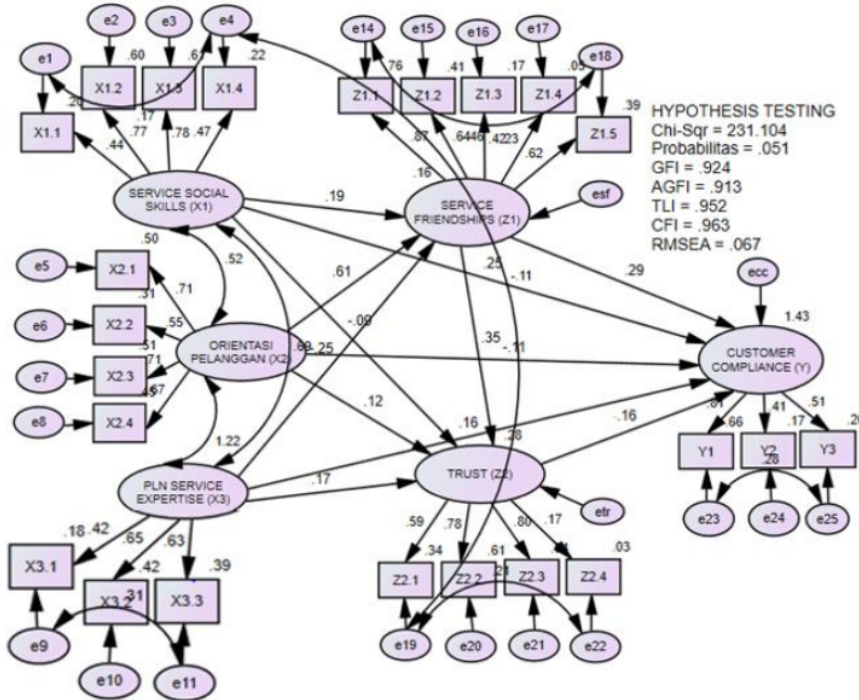 e1
e2
e3
e4
.60
.61
.22
X1.1
X1.2
X1.3
X1.4
.20
.17
.44
.77
.78
.47
e14
e15
e16
e17
e18
.76
.41
.17
.05
.39
Z1.1
Z1.2
Z1.3
Z1.4
Z1.5
.87
.64
.46
.42
.23
.62
.16
HYPOTHESIS TESTING
Chi-Sqr = 231.104
Probabilitas = .051
GFI = .924
AGFI = .913
TLI = .952
CFI = .963
RMSEA = .067
SERVICE SOCIAL
SKILLS (X1)
SERVICE
FRIENDSHIPS (Z1)
esf
.19
.50
.52
e5
X2.1
.71
.61
.25
-.11
.29
ecc
1.43
e6
.31
X2.2
.55
.51
e7
X2.3
.71
e8
X2.4
.67
ORIENTASI
PELANGGAN (X2)
-.09
.25
.35
-.11
CUSTOMER
COMPLIANCE (Y)
.12
.16
.28
-.16
.66
.41
.17
.51
Y1
Y2
Y3
.28
e23
e24
e25
1.22
PLN SERVICE
EXPERTISE (X3)
.17
TRUST (Z2)
etr
.18
.42
.65
.63
.42
.39
X3.1
X3.2
.31
X3.3
e9
e10
e11
.59
.78
.80
.17
.34
.61
.03
Z2.1
Z2.2
.21
Z2.3
Z2.4
e19
e20
e21
e22